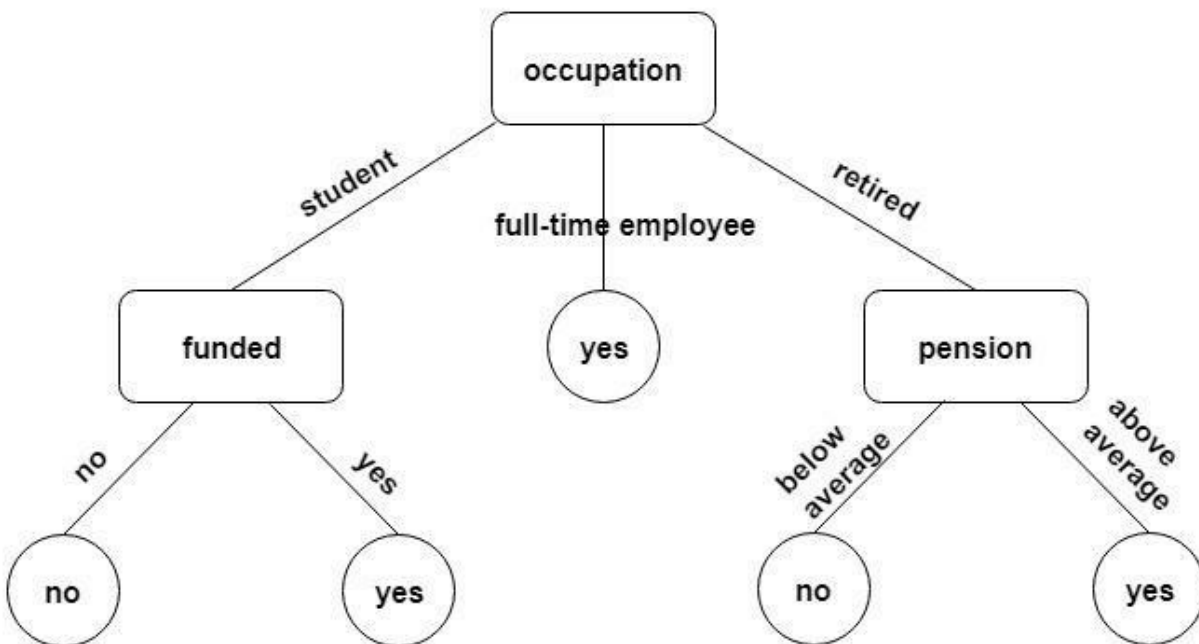 occupation
student
full-time employee
retired
funded
yes
pension
no
yes
below
average
above
average
no
yes
no
yes